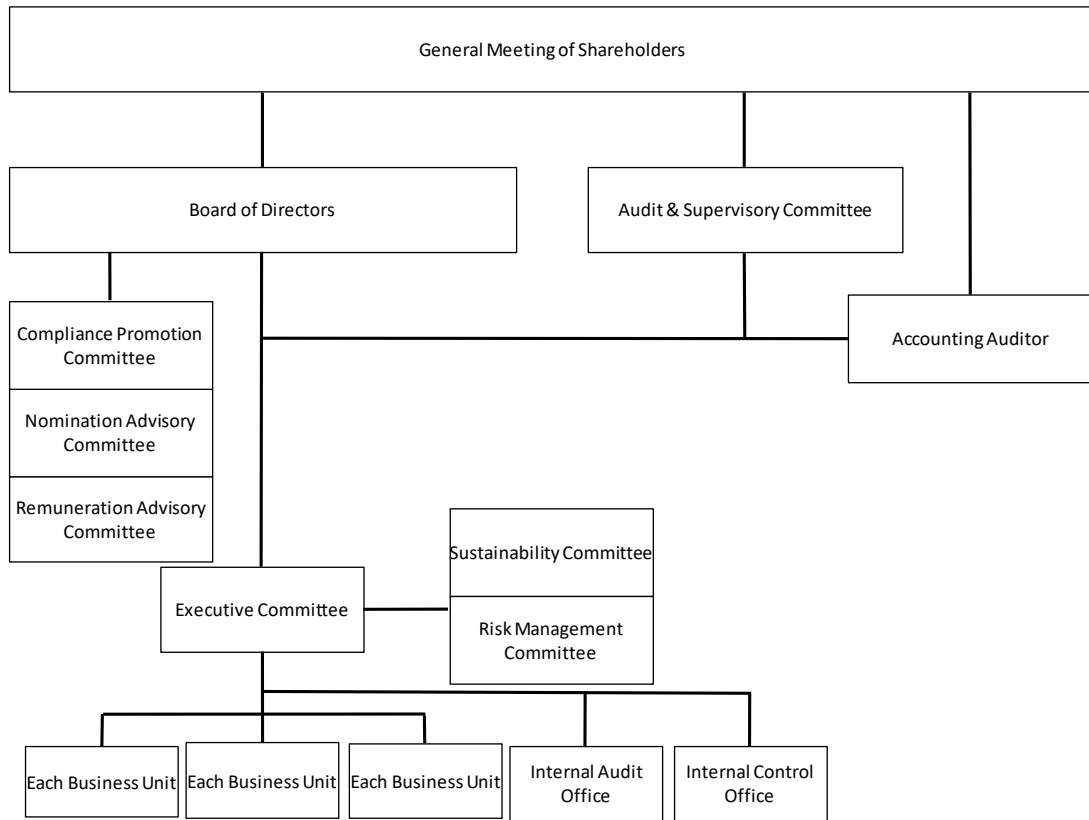 General Meeting of Shareholders
Board of Directors
Audit & Supervisory Committee
Compliance Promotion
Committee
Accounting Auditor
Nomination Advisory
Committee
Remuneration Advisory
Committee
Sustainability Committee
Executive Committee
Risk Management
Committee
Each Business Unit
Each Business Unit
Each Business Unit
Internal Audit
Office
Internal Control
Office